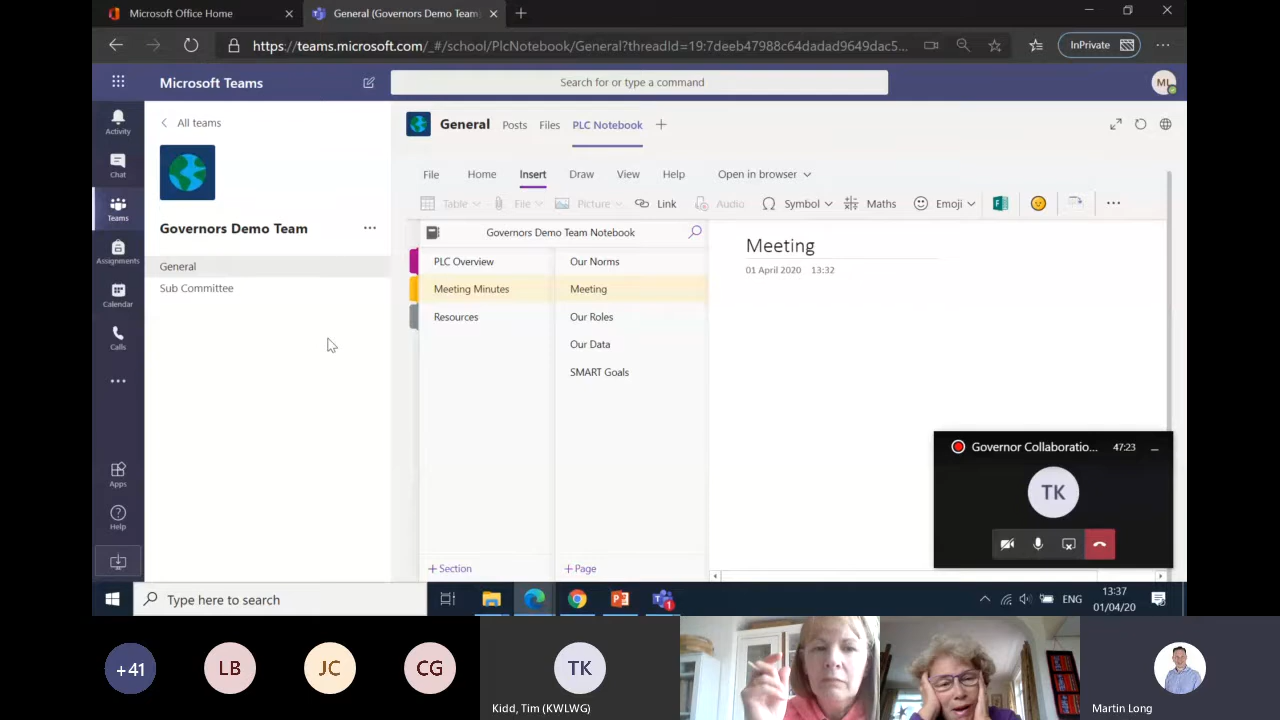 Microsoft Office Home
General (Governors Demo Team)
https://teams.microsoft.com/_#/school/PlcNotebook/General?threadId=19:7deeb47988c64dadad9649dac5...
InPrivate
Microsoft Teams
Search for or type a command
ML
Activity
Chat
Teams
Assignments
Calendar
Calls
Apps
Help
All teams
Governors Demo Team
General
Sub Committee
General Posts Files PLC Notebook
File Home Insert Draw View Help Open in browser
Table File Picture Link Audio Symbol Maths Emoji
Governors Demo Team Notebook
PLC Overview
Meeting Minutes
Resources
Our Norms
Meeting
Our Roles
Our Data
SMART Goals
+ Section
+ Page
Meeting
01 April 2020 13:32
Governor Collaboratio... 47:23
TK
Type here to search
1
ENG
13:37
01/04/20
+41
LB
JC
CG
TK
Kidd, Tim (KWLWG)
Martin Long